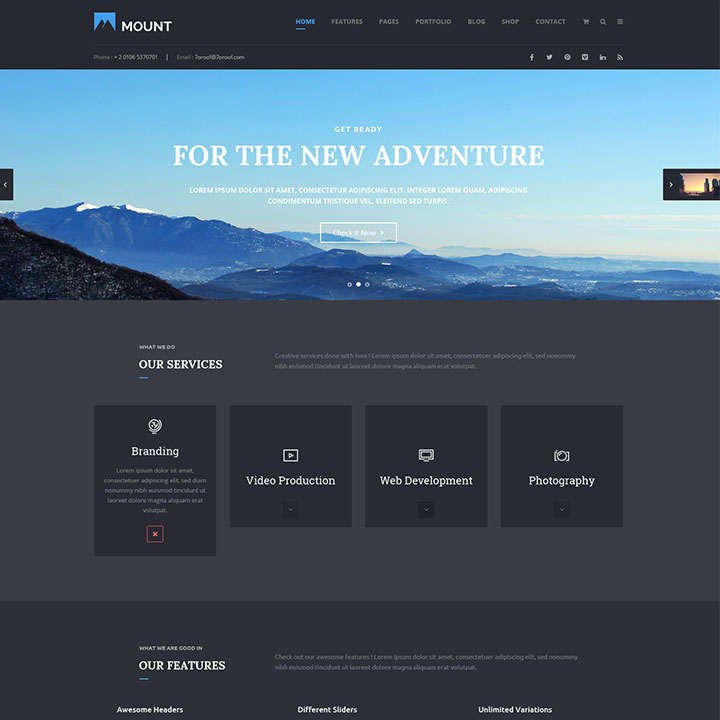 MOUNT
HOME FEATURES PAGES PORTFOLIO BLOG SHOP CONTACT
Phone : + 2 0106 5370701 | Email : 7oroof@7oroof.com
GET READY
FOR THE NEW ADVENTURE
LOREM IPSUM DOLOR SIT AMET, CONSECTETUR ADIPISCING ELIT. INTEGER LOREM QUAM, ADIPISCING
CONDIMENTUM TRISTIQUE VEL, ELEIFEND SED TURPIS.
Check it Now >
WHAT WE DO
OUR SERVICES
Creative services done with love ! Lorem ipsum dolor sit amet, consectetuer adipiscing elit, sed diam nonummy
nibh euismod tincidunt ut laoreet dolore magna aliquam erat volutpat.
Branding
Lorem ipsum dolor sit amet,
consectetuer adipiscing elit, sed diam
nonummy nibh euismod tincidunt ut
laoreet dolore magna aliquam erat
volutpat.
Video Production
Web Development
Photography
WHAT WE ARE GOOD IN
OUR FEATURES
Check out our awesome features ! Lorem ipsum dolor sit amet, consectetuer adipiscing elit, sed diam nonummy
nibh euismod tincidunt ut laoreet dolore magna aliquam erat volutpat.
Awesome Headers
Different Sliders
Unlimited Variations